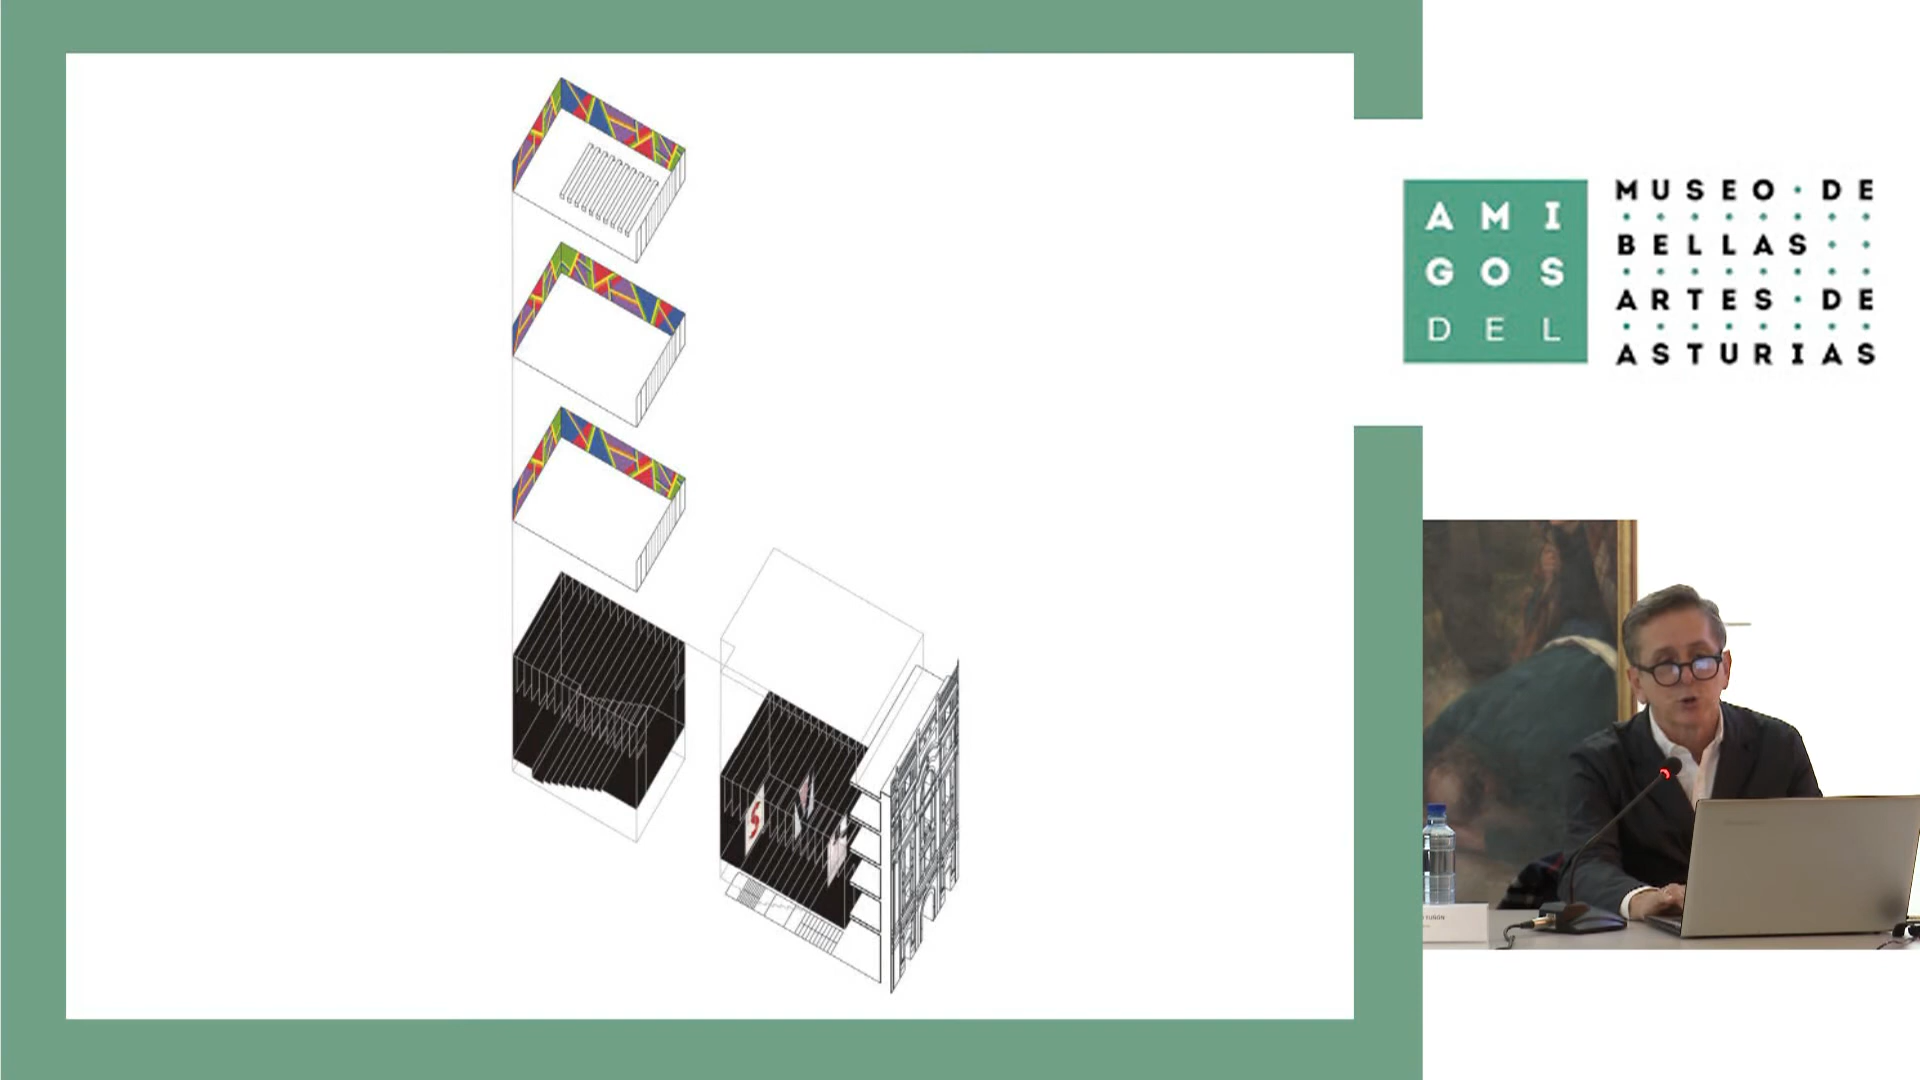 AMI
GOS
DEL
MUSEO·DE
BELLAS
ARTES·DE
ASTURIAS